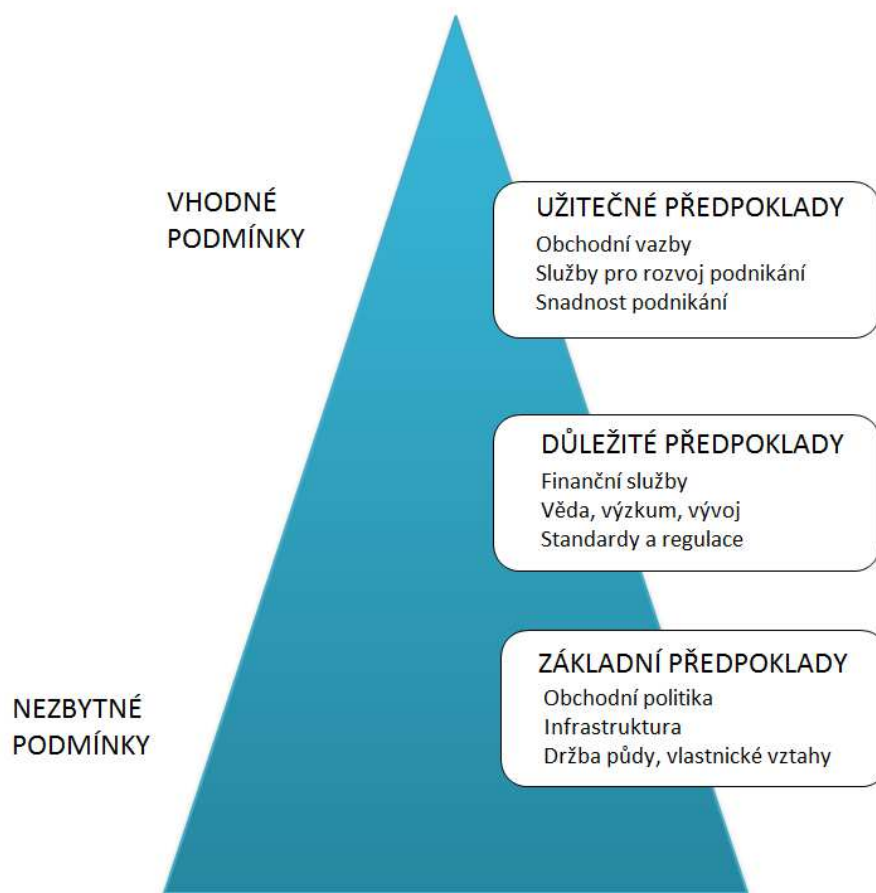 VHODNÉ
PODMÍNKY
UŽITEČNÉ PŘEDPOKLADY
Obchodní vazby
Služby pro rozvoj podnikání
Snadnost podnikání
DŮLEŽITÉ PŘEDPOKLADY
Finanční služby
Věda, výzkum, vývoj
Standardy a regulace
NEZBYTNÉ
PODMÍNKY
ZÁKLADNÍ PŘEDPOKLADY
Obchodní politika
Infrastruktura
Držba půdy, vlastnické vztahy